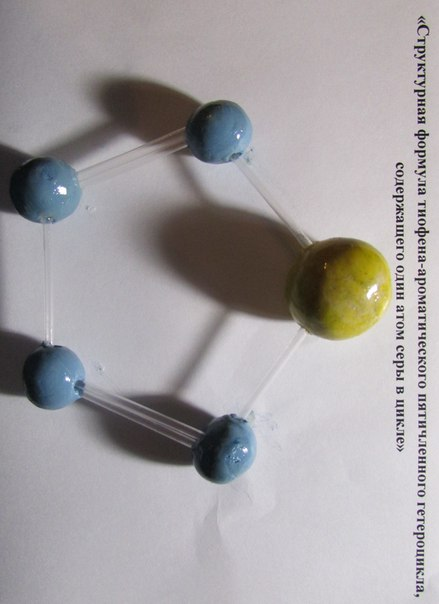 «Структурная формула тиофена-ароматического пятичленного гетероцикла,
содержащего один атом серы в цикле»